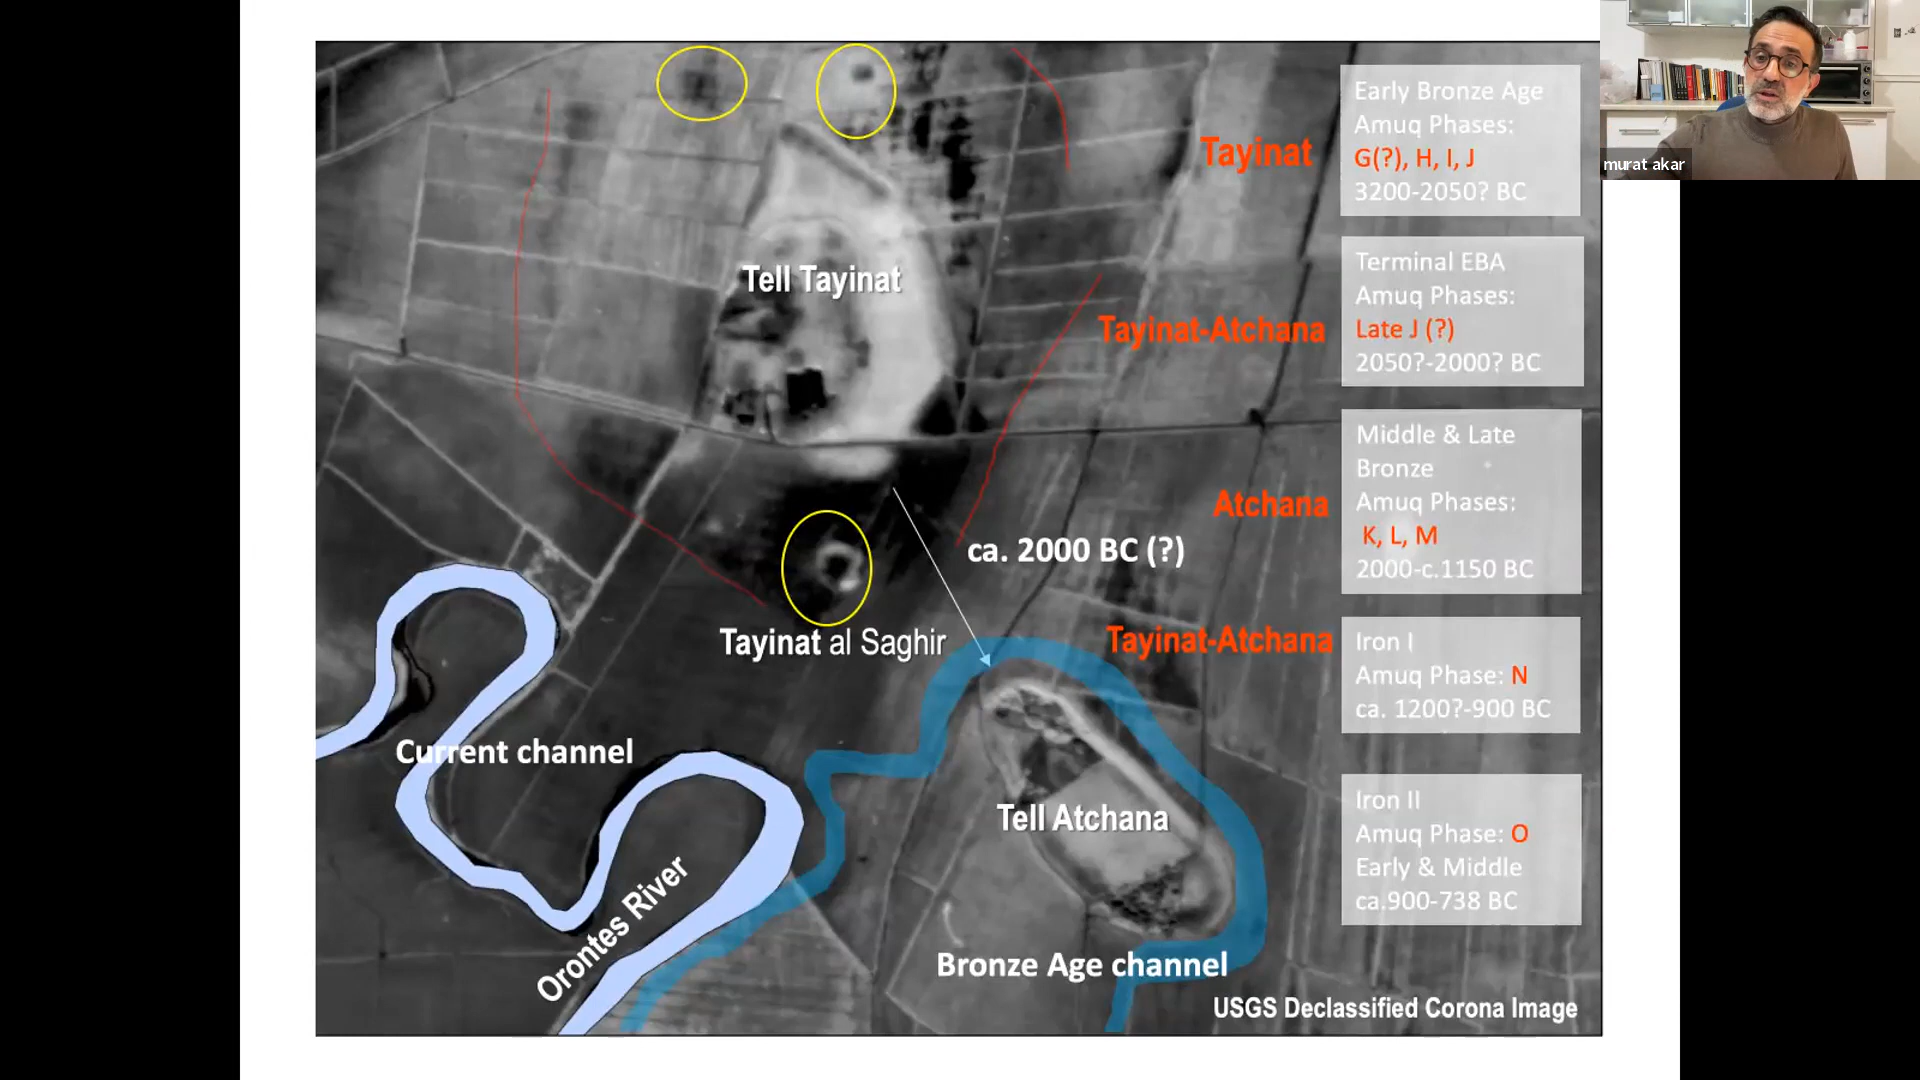 murat akar
Early Bronze Age
Amuq Phases:
G(?), H, I, J
3200-2050? BC
Tayinat
Terminal EBA
Amuq Phases:
Late J (?)
2050?-2000? BC
Tell Tayinat
Tayinat-Atchana
Middle & Late
Bronze
Amuq Phases:
K, L, M
2000-c.1150 BC
Atchana
ca. 2000 BC (?)
Tayinat al Saghir
Tayinat-Atchana
Iron I
Amuq Phase: N
ca. 1200?-900 BC
Current channel
Tell Atchana
Iron II
Amuq Phase: O
Early & Middle
ca.900-738 BC
Orontes River
Bronze Age channel
USGS Declassified Corona Image